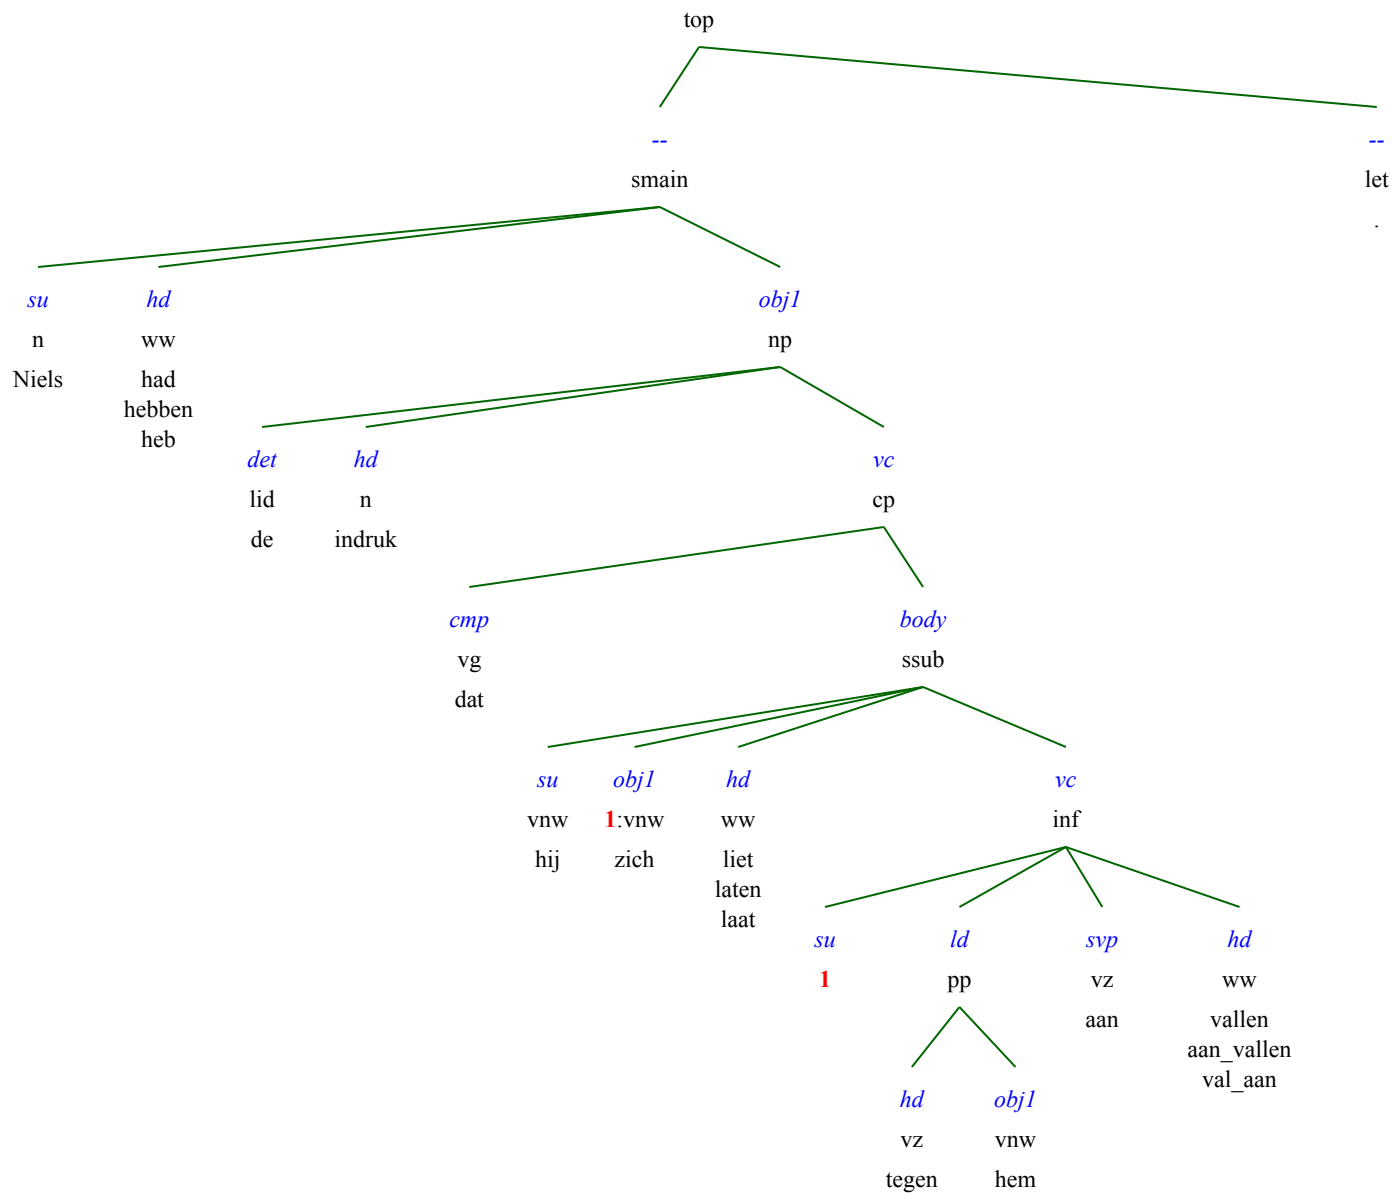 top
-- --
smain let
.
su hd obj1
n ww np
Niels had
hebben
heb
det hd vc
lid n cp
de indruk
cmp body
vg ssub
dat
su obj1 hd vc
vnw 1:vnw ww inf
hij zich liet
laten
laat
su ld svp hd
1 pp vz ww
aan vallen
aan_vallen
val_aan
hd obj1
vz vnw
tegen hem